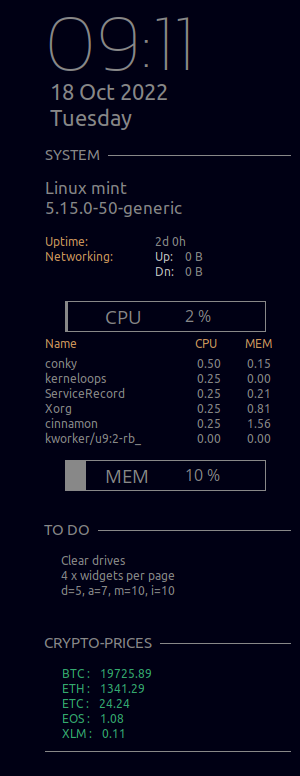 09:11
18 Oct 2022
Tuesday
SYSTEM
Linux mint
5.15.0-50-generic
Uptime: 2d 0h
Networking: Up: 0 B
Dn: 0 B
CPU 2 %
Name CPU MEM
conky 0.50 0.15
kerneloops 0.25 0.00
ServiceRecord 0.25 0.21
Xorg 0.25 0.81
cinnamon 0.25 1.56
kworker/u9:2-rb_ 0.00 0.00
MEM 10 %
TO DO
Clear drives
4 x widgets per page
d=5, a=7, m=10, i=10
CRYPTO-PRICES
BTC : 19725.89
ETH : 1341.29
ETC : 24.24
EOS : 1.08
XLM : 0.11